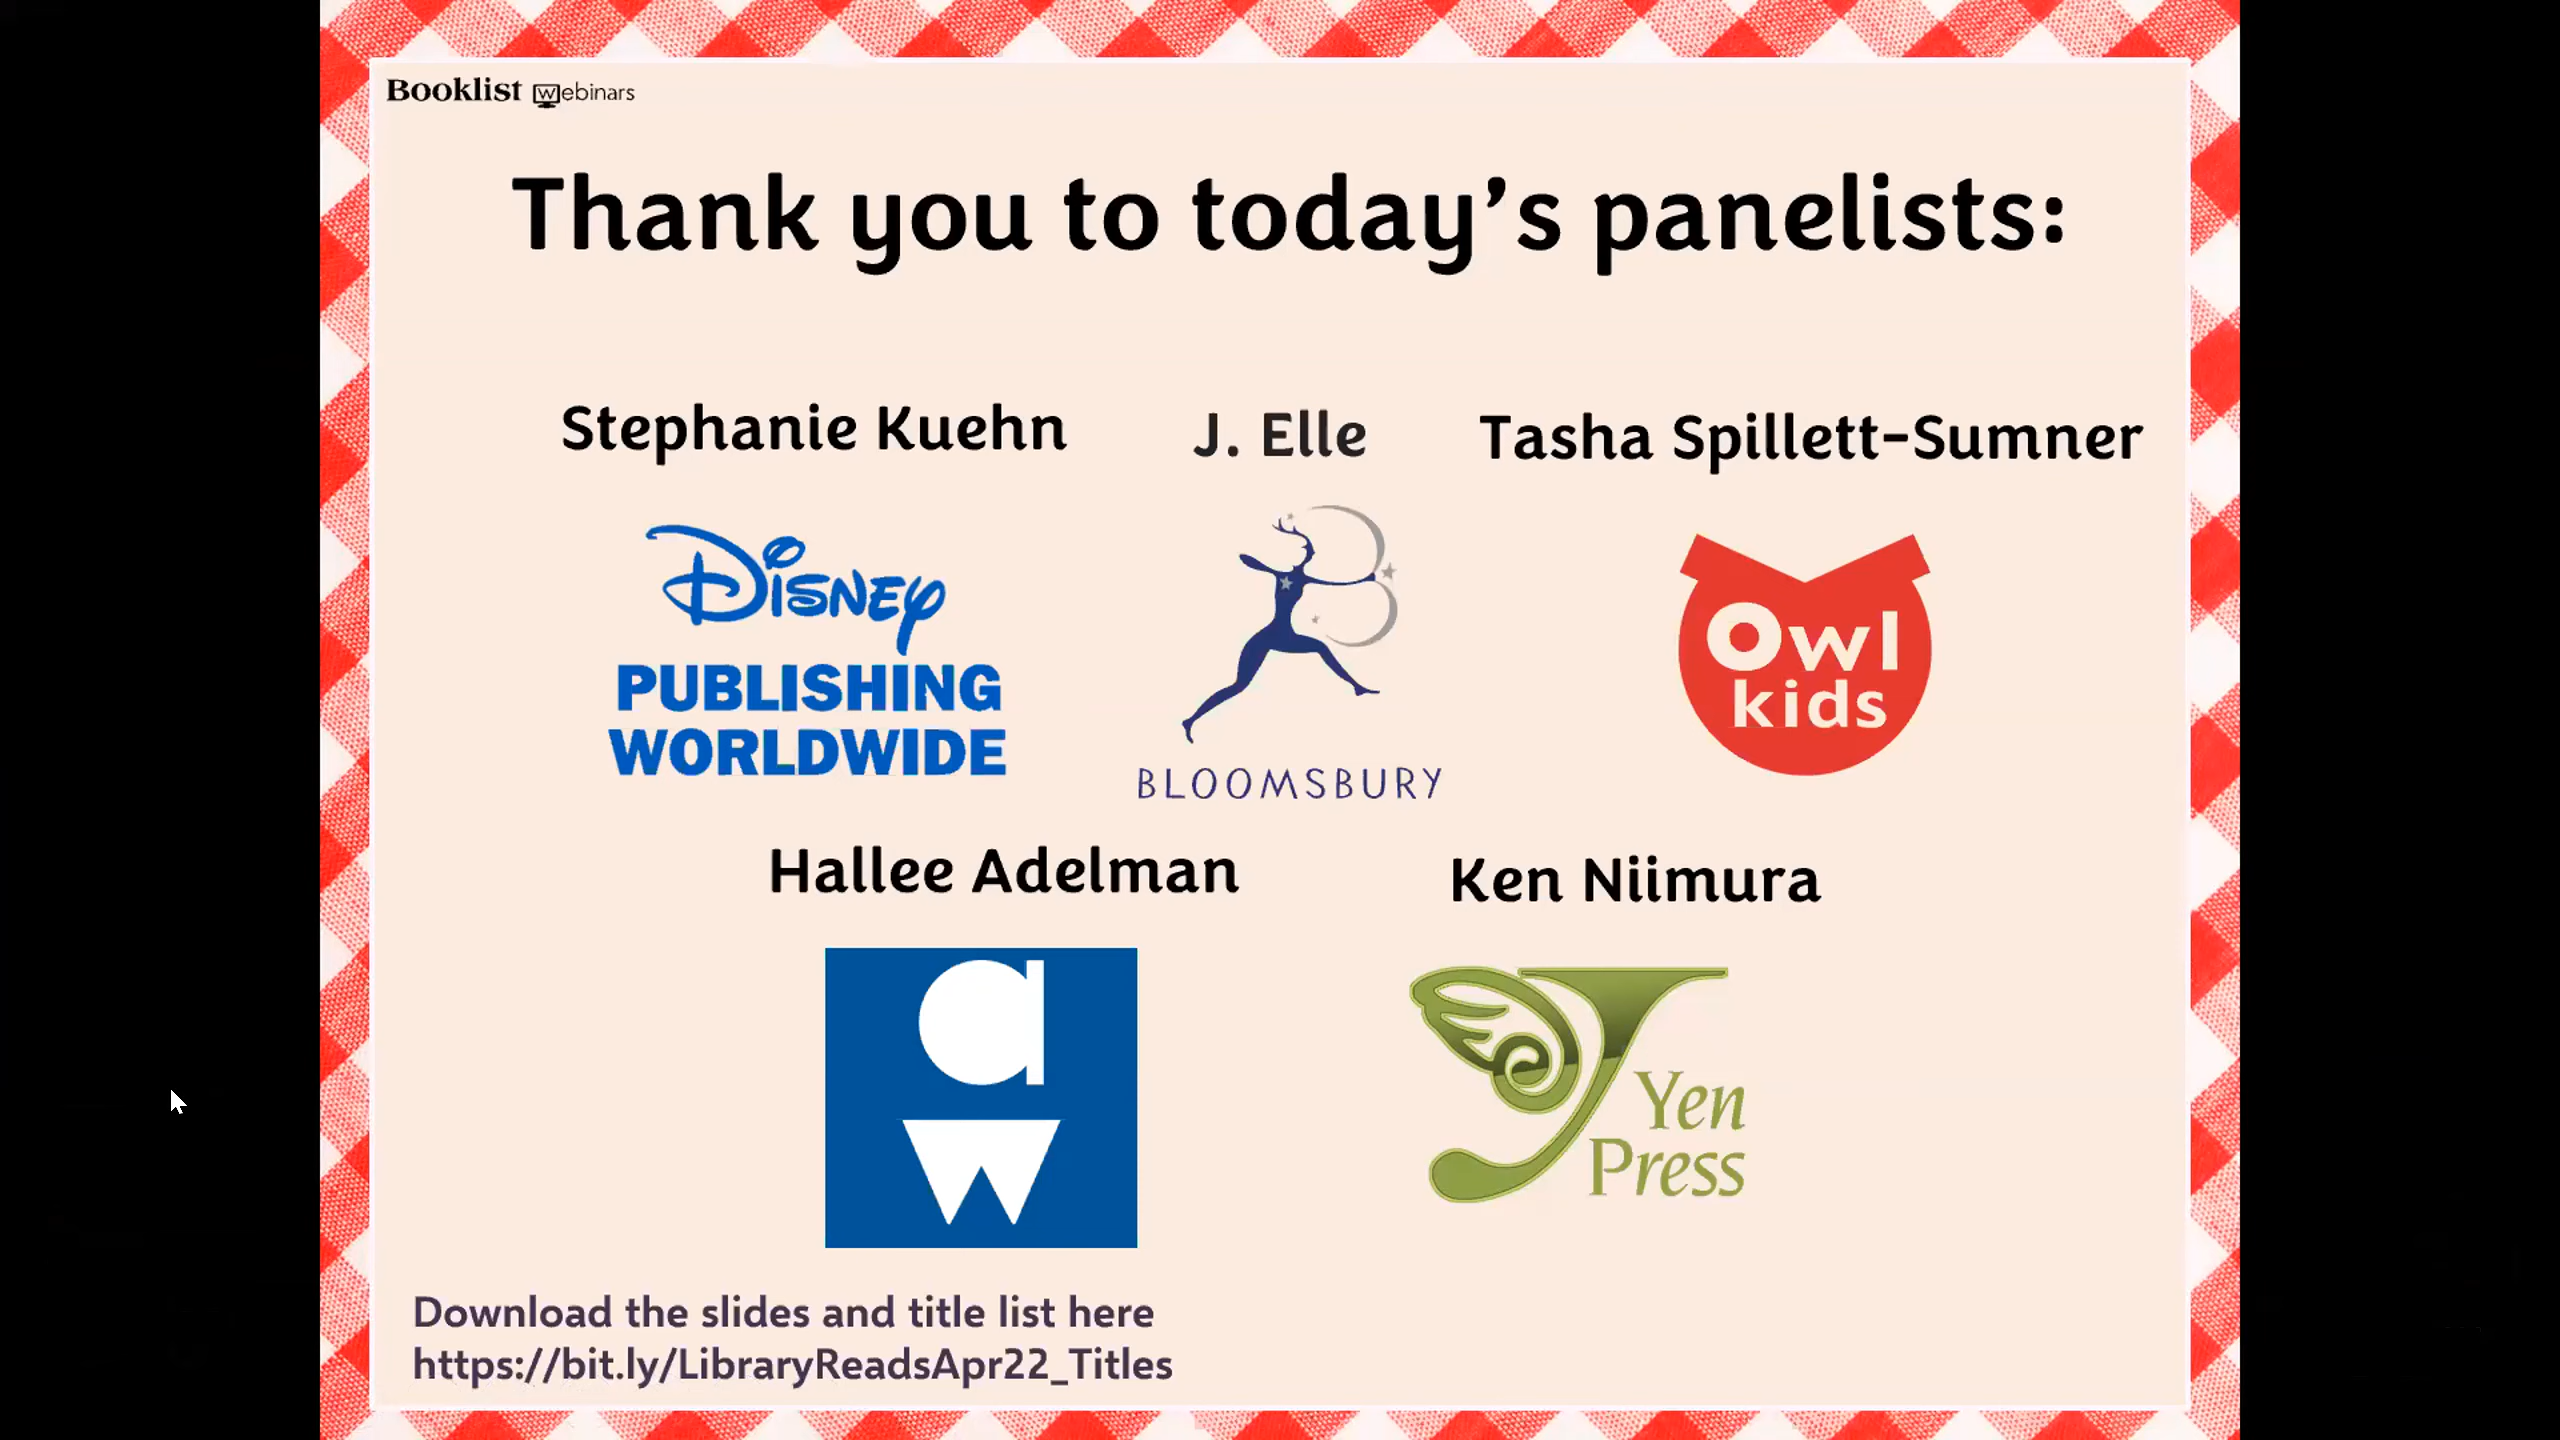 Booklist Webinars
Thank you to today's panelists:
Stephanie Kuehn
J. Elle
Tasha Spillett-Sumner
Disney
PUBLISHING
WORLDWIDE
BLOOMSBURY
Owl
kids
Hallee Adelman
Ken Niimura
a
w
Yen
Press
Download the slides and title list here
https://bit.ly/LibraryReadsApr22_Titles